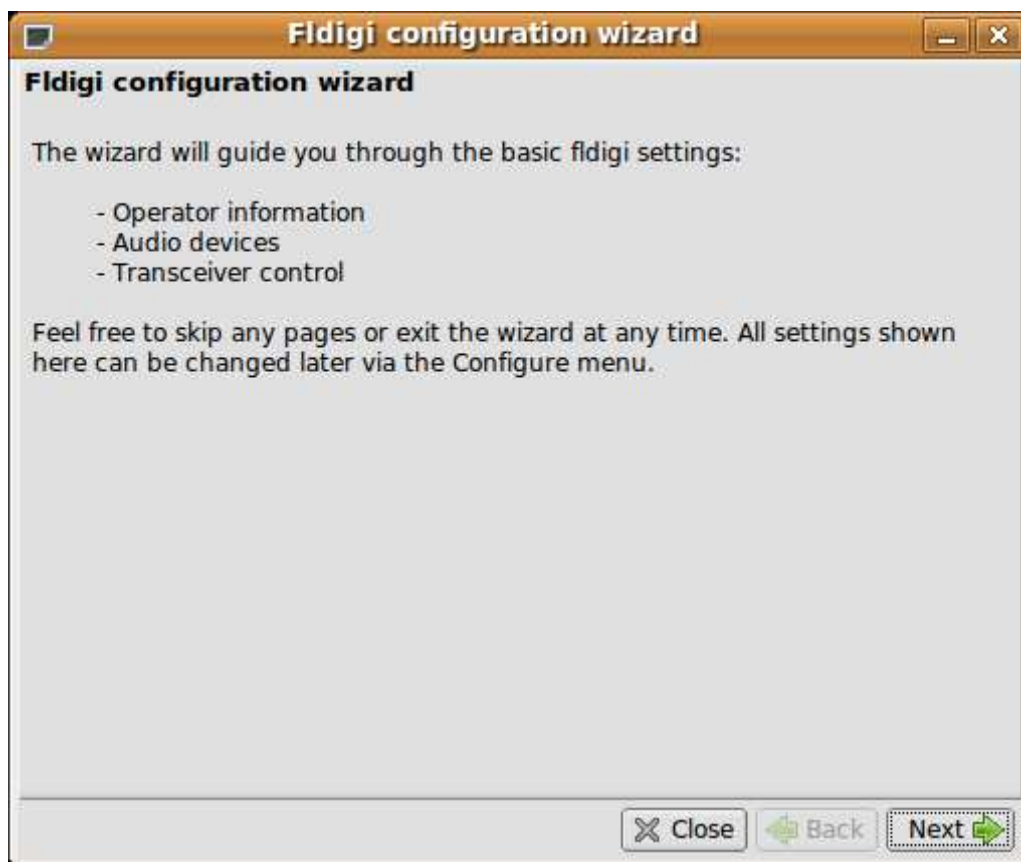 Fldigi configuration wizard
Fldigi configuration wizard
The wizard will guide you through the basic fldigi settings:
- Operator information
- Audio devices
- Transceiver control
Feel free to skip any pages or exit the wizard at any time. All settings shown
here can be changed later via the Configure menu.
Close Back Next